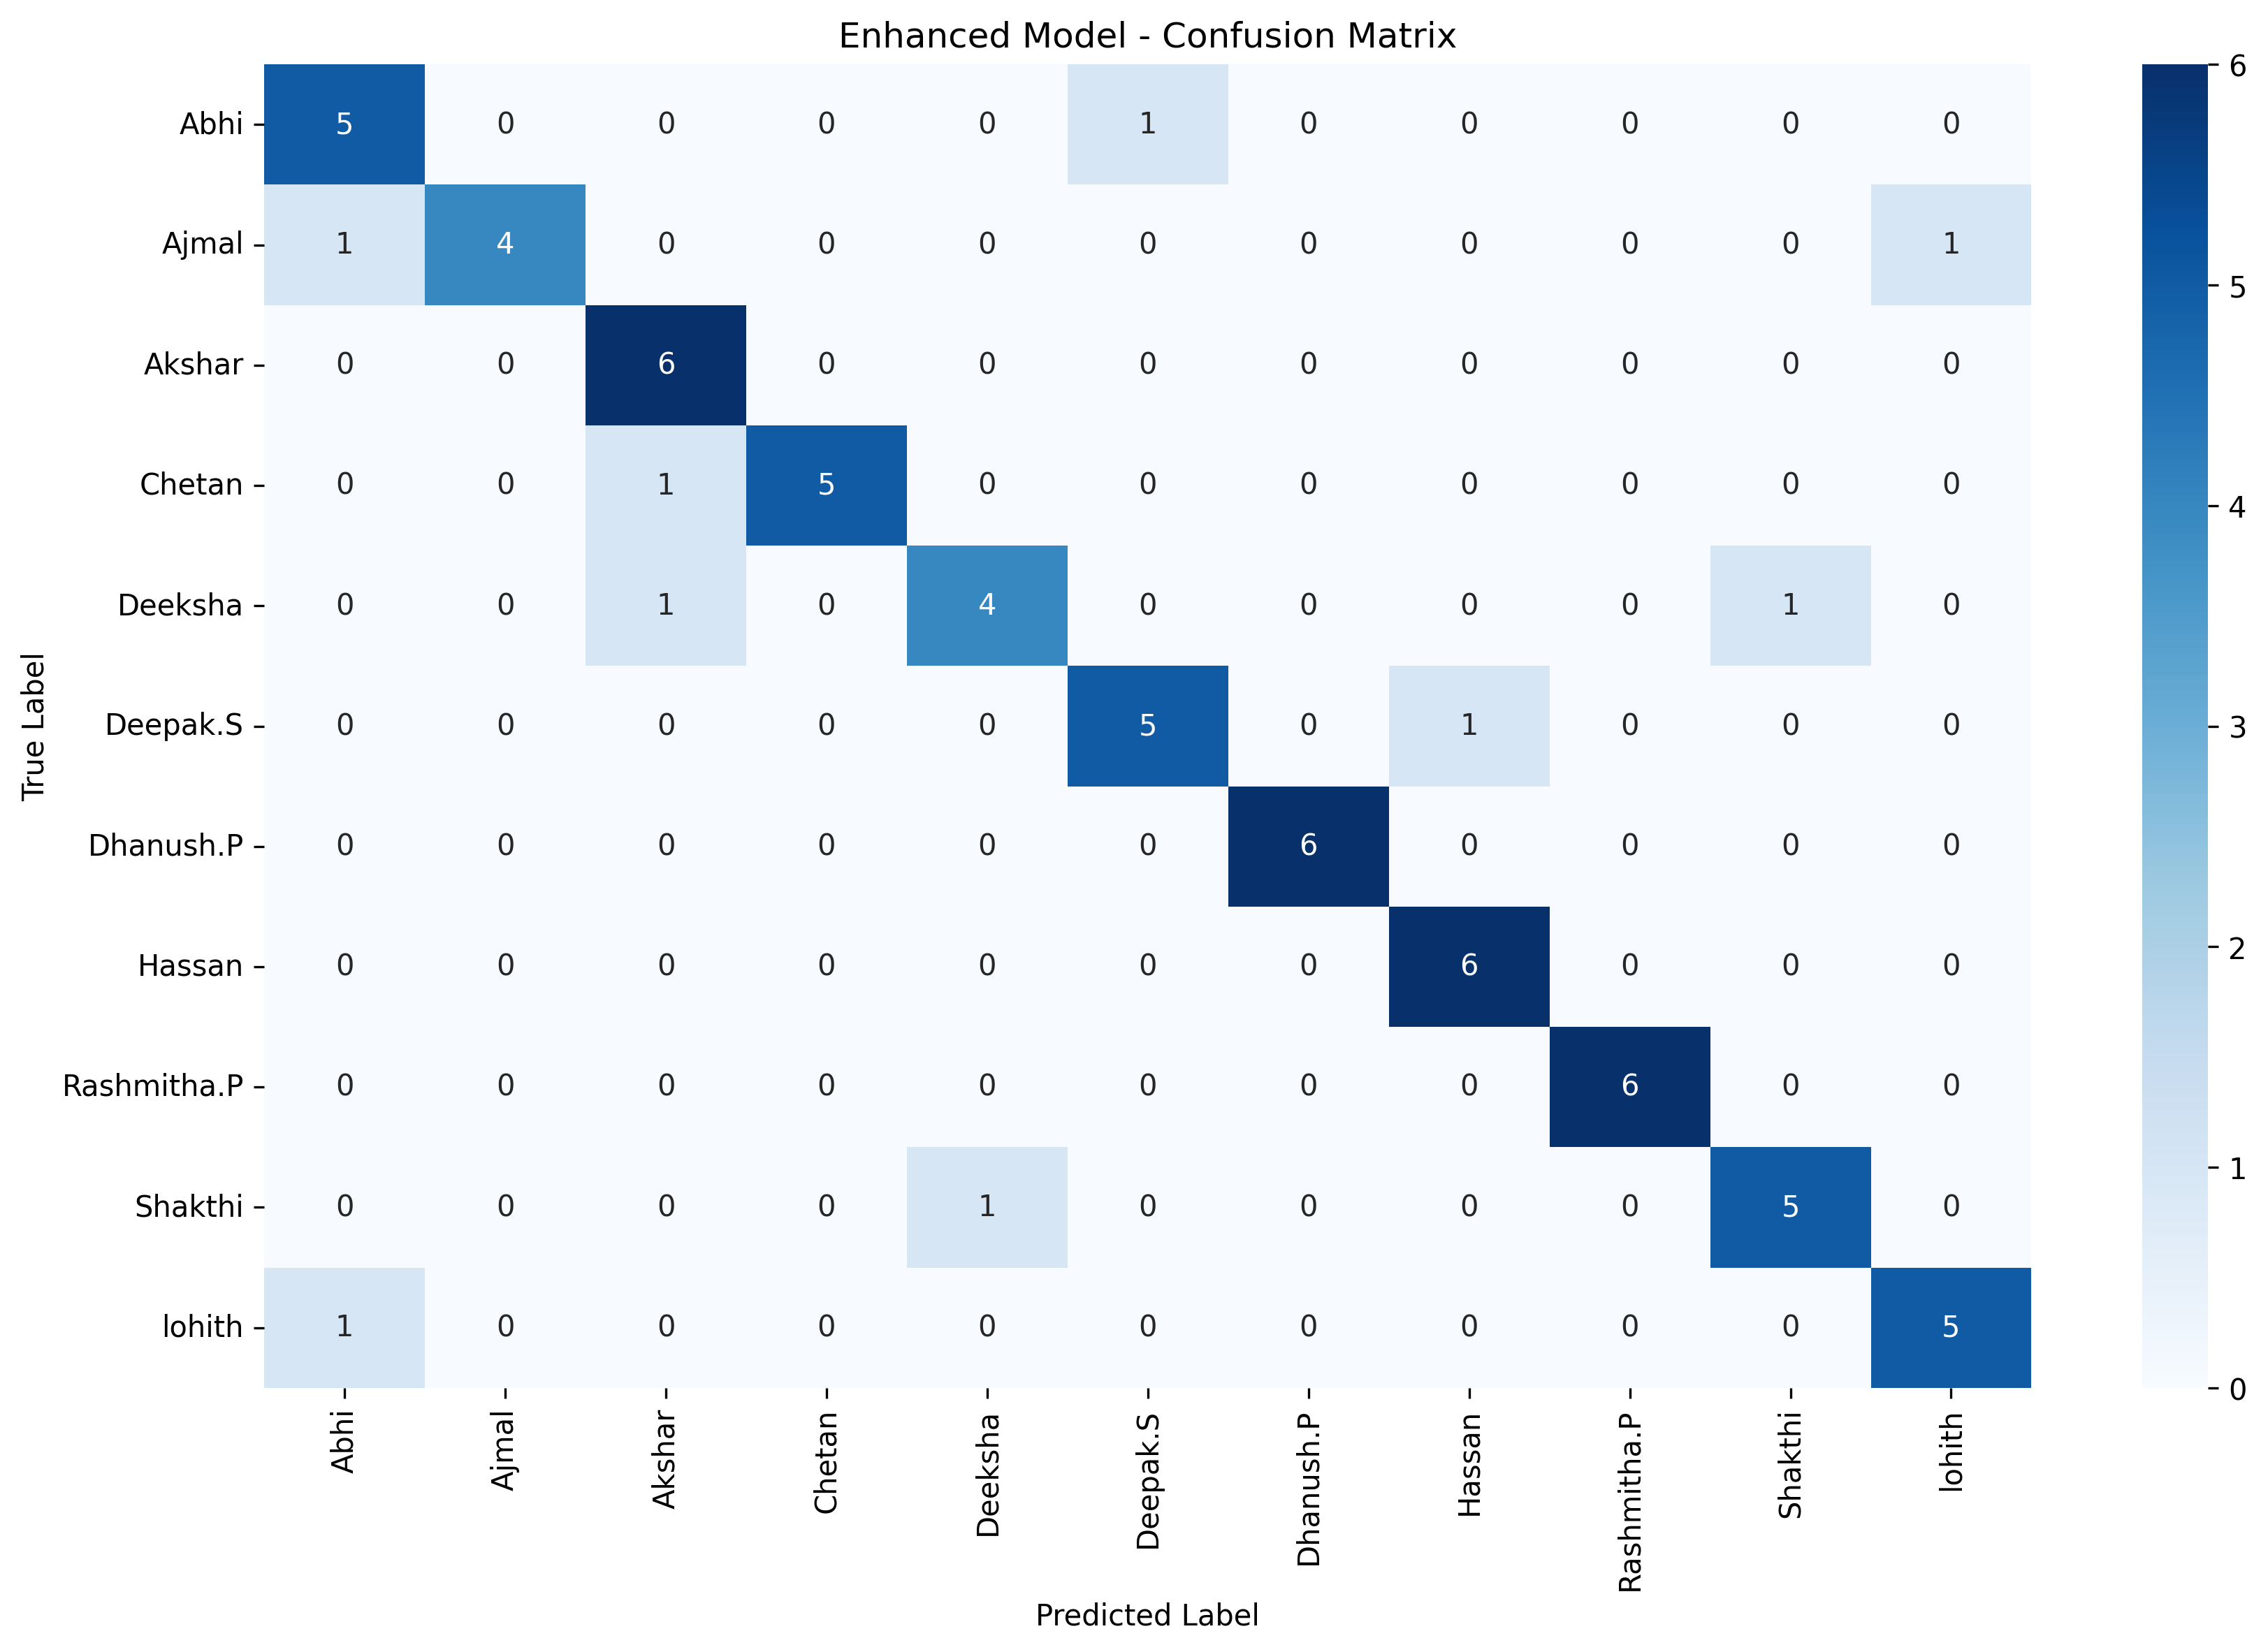 Enhanced Model - Confusion Matrix
True Label
Abhi 5 0 0 0 0 1 0 0 0 0 0
Ajmal 1 4 0 0 0 0 0 0 0 0 1
Akshar 0 0 6 0 0 0 0 0 0 0 0
Chetan 0 0 1 5 0 0 0 0 0 0 0
Deeksha 0 0 1 0 4 0 0 0 0 1 0
Deepak.S 0 0 0 0 0 5 0 1 0 0 0
Dhanush.P 0 0 0 0 0 0 6 0 0 0 0
Hassan 0 0 0 0 0 0 0 6 0 0 0
Rashmitha.P 0 0 0 0 0 0 0 0 6 0 0
Shakthi 0 0 0 0 1 0 0 0 0 5 0
lohith 1 0 0 0 0 0 0 0 0 0 5
Abhi Ajmal Akshar Chetan Deeksha Deepak.S Dhanush.P Hassan Rashmitha.P Shakthi lohith
Predicted Label
6
5
4
3
2
1
0